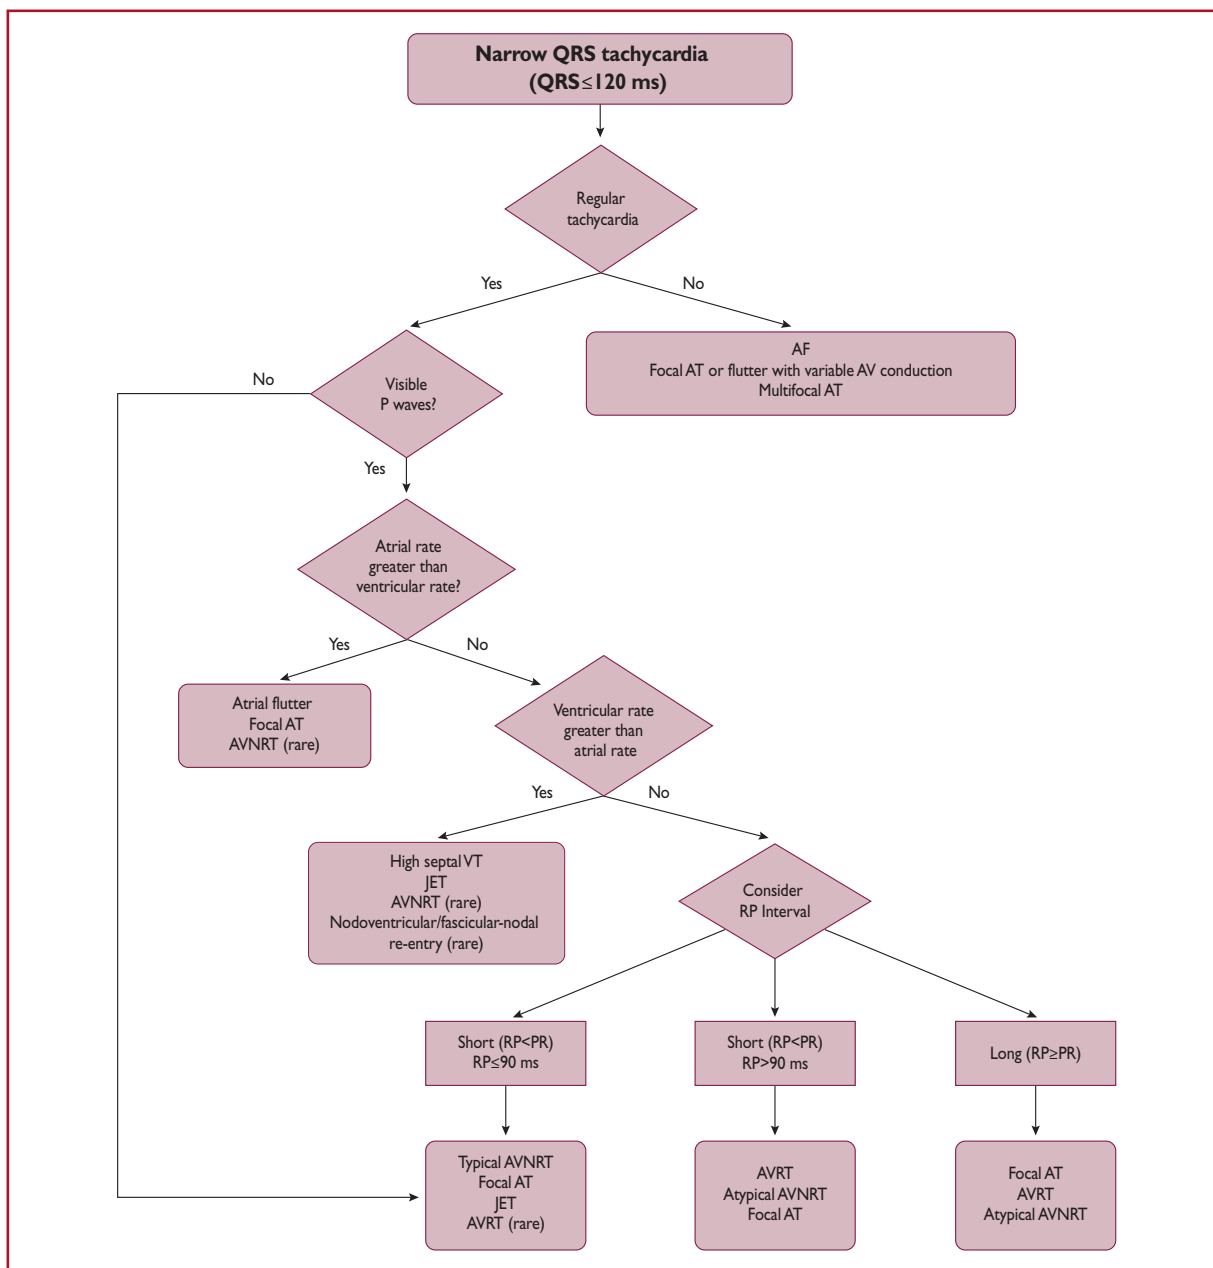 Narrow QRS tachycardia
(QRS≤120 ms)
Regular
tachycardia
Yes
No
AF
Focal AT or flutter with variable AV conduction
Multifocal AT
No
Visible
P waves?
Yes
Atrial rate
greater than
ventricular rate?
Yes
No
Atrial flutter
Focal AT
AVNRT (rare)
Ventricular rate
greater than
atrial rate
Yes
No
High septal VT
JET
AVNRT (rare)
Nodoventricular/fascicular-nodal
re-entry (rare)
Consider
RP Interval
Short (RP<PR)
RP≤90 ms
Short (RP<PR)
RP>90 ms
Long (RP≥PR)
Typical AVNRT
Focal AT
JET
AVRT (rare)
AVRT
Atypical AVNRT
Focal AT
Focal AT
AVRT
Atypical AVNRT